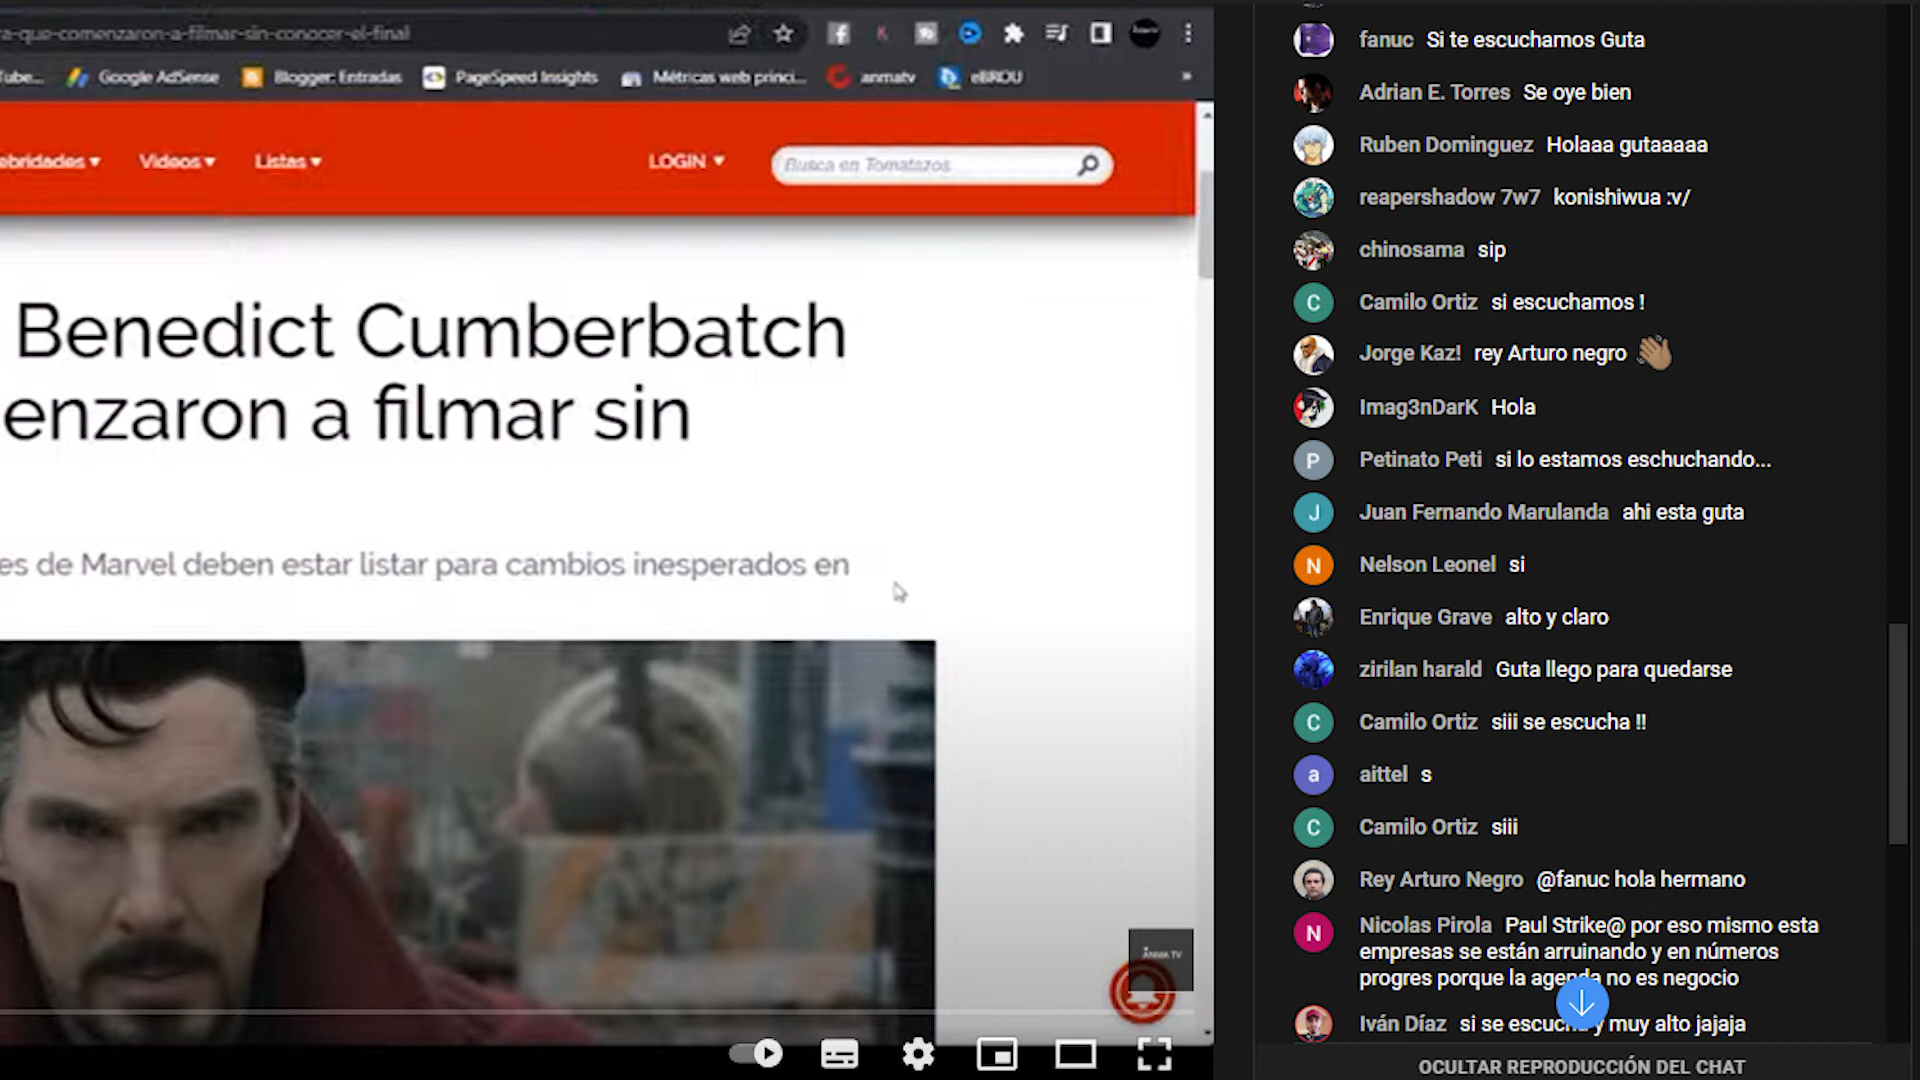 a-que-comenzaron-a-filmar-sin-conocer-el-final
Tube...
Google AdSense
Blogger: Entradas
PageSpeed Insights
Métricas web princi...
anmatv
eBROU
»
ebridades
Videos
Listas
LOGIN
Busca en Tomatazos
Benedict Cumberbatch
enzaron a filmar sin
es de Marvel deben estar listar para cambios inesperados en
ANMA TV
fanuc Si te escuchamos Guta
Adrian E. Torres Se oye bien
Ruben Dominguez Holaaa gutaaaaa
reapershadow 7w7 konishiwua :v/
chinosama sip
C Camilo Ortiz si escuchamos !
Jorge Kaz! rey Arturo negro 👋🏽
Imag3nDarK Hola
P Petinato Peti si lo estamos eschuchando...
J Juan Fernando Marulanda ahi esta guta
N Nelson Leonel si
Enrique Grave alto y claro
zirilan harald Guta llego para quedarse
C Camilo Ortiz siii se escucha !!
a aittel s
C Camilo Ortiz siii
Rey Arturo Negro @fanuc hola hermano
N Nicolas Pirola Paul Strike@ por eso mismo esta
empresas se están arruinando y en números
progres porque la agenda no es negocio
Iván Díaz si se escucha y muy alto jajaja
OCULTAR REPRODUCCIÓN DEL CHAT